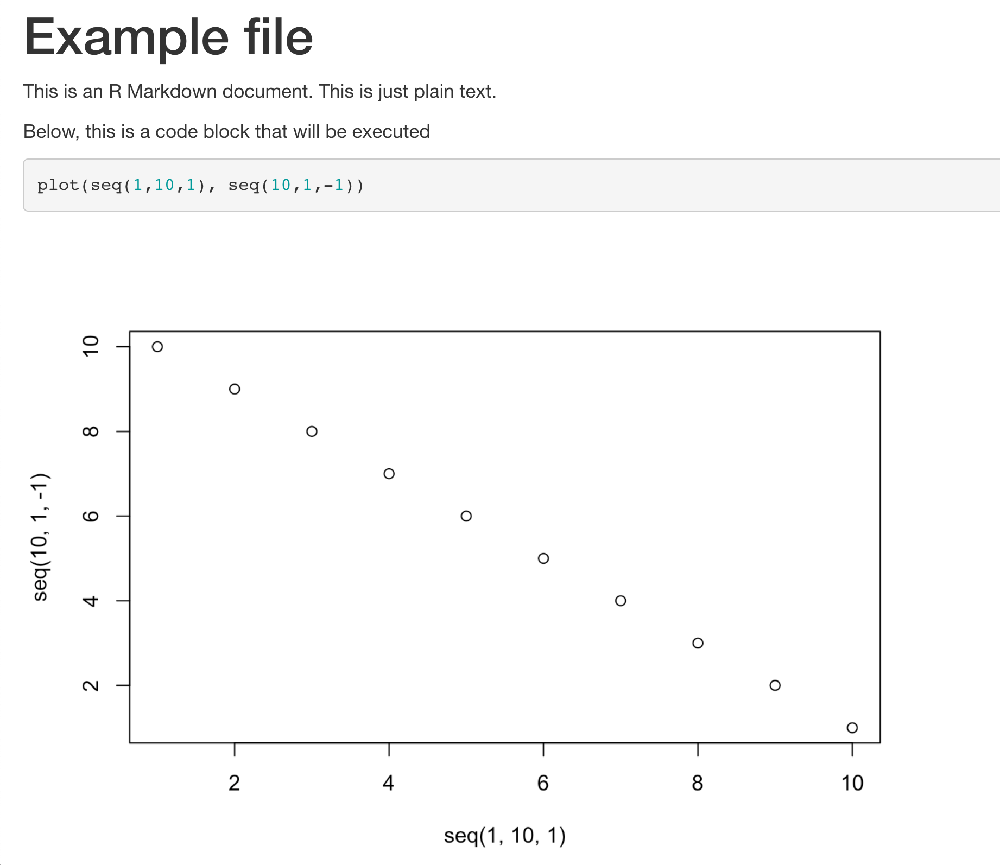 Example file
This is an R Markdown document. This is just plain text.
Below, this is a code block that will be executed
plot(seq(1,10,1), seq(10,1,-1))
10
8
6
4
2
seq(10, 1, -1)
2 4 6 8 10
seq(1, 10, 1)